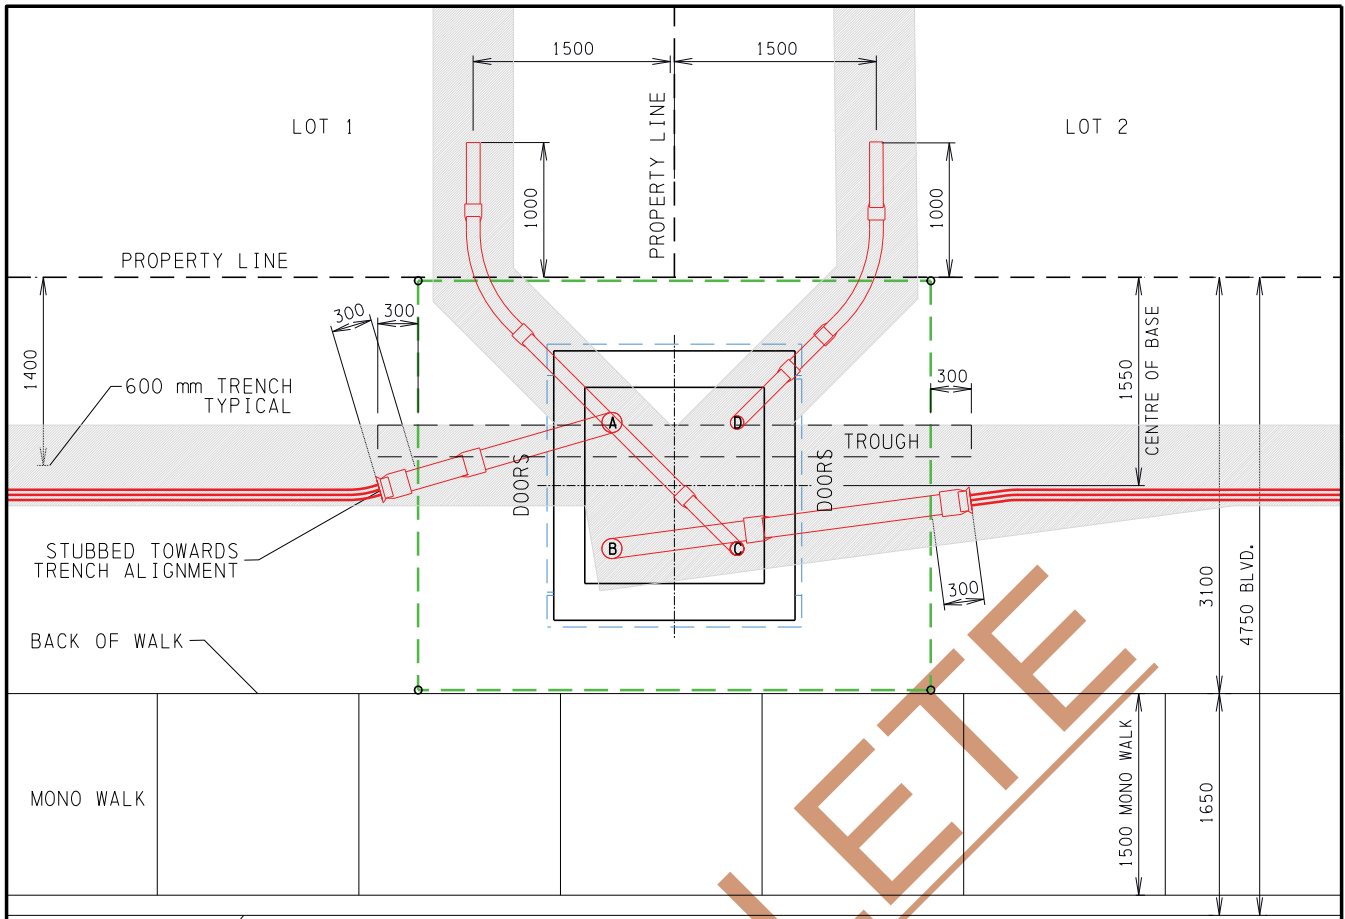 1500
1500
LOT 1
PROPERTY LINE
LOT 2
1000
1000
PROPERTY LINE
300
300
1400
600 mm TRENCH
TYPICAL
300
1550
CENTRE OF BASE
A
D
TROUGH
DOORS
DOORS
B
C
STUBBED TOWARDS
TRENCH ALIGNMENT
300
3100
4750 BLVD.
BACK OF WALK
MONO WALK
1500 MONO WALK
1650
LETE